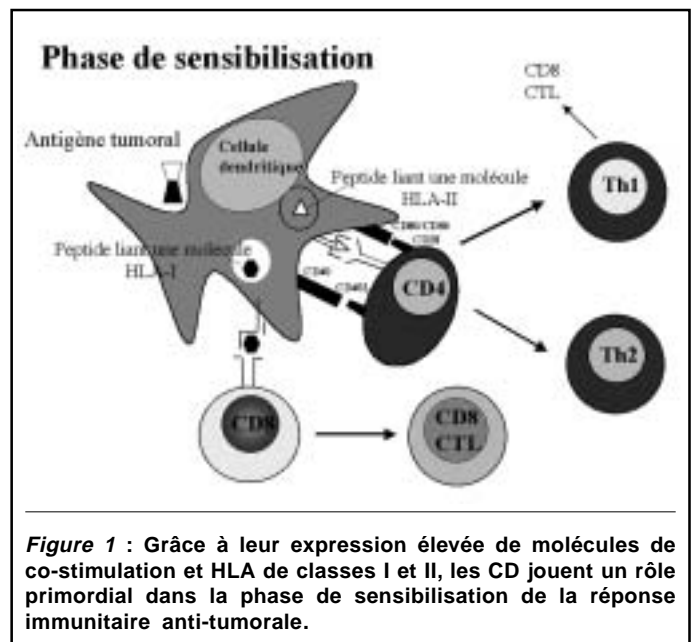 Phase de sensibilisation
CD8
CTL
Antigène tumoral
Cellule
dendritique
Th1
Peptide liant une molécule
HLA-II
CD80/CD86
CD28
Peptide liant une molécule
HLA-I
CD40
CD40L
CD4
Th2
CD8
CD8
CTL
Figure 1 : Grâce à leur expression élevée de molécules de
co-stimulation et HLA de classes I et II, les CD jouent un rôle
primordial dans la phase de sensibilisation de la réponse
immunitaire anti-tumorale.